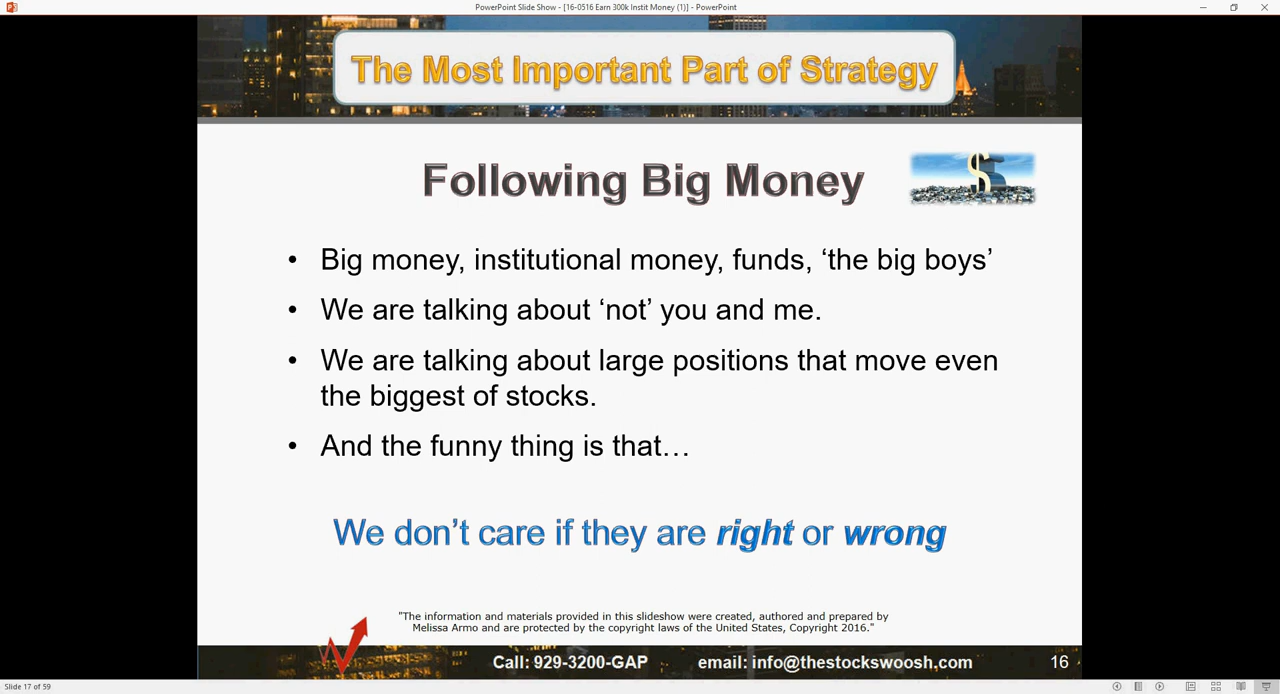 PowerPoint Slide Show - [16-0516 Earn 300k Instit Money (1)] - PowerPoint
The Most Important Part of Strategy
Following Big Money
$
• Big money, institutional money, funds, ‘the big boys’
• We are talking about ‘not’ you and me.
• We are talking about large positions that move even
the biggest of stocks.
• And the funny thing is that…
We don’t care if they are right or wrong
"The information and materials provided in this slideshow were created, authored and prepared by
Melissa Armo and are protected by the copyright laws of the United States, Copyright 2016."
Call: 929-3200-GAP email: info@thestockswoosh.com 16
Slide 17 of 59